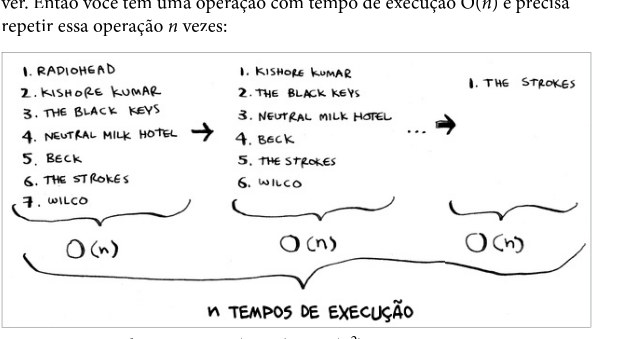 ver. Então você tem uma operação com tempo de execução O(n) e precisa
repetir essa operação n vezes:
1. RADIOHEAD
2. KISHORE KUMAR
3. THE BLACK KEYS
4. NEUTRAL MILK HOTEL
5. BECK
6. THE STROKES
7. WILCO
O(n)
1. KISHORE KUMAR
2. THE BLACK KEYS
3. NEUTRAL MILK HOTEL
4. BECK
5. THE STROKES
6. WILCO
O(n)
...
1. THE STROKES
O(n)
n TEMPOS DE EXECUÇÃO